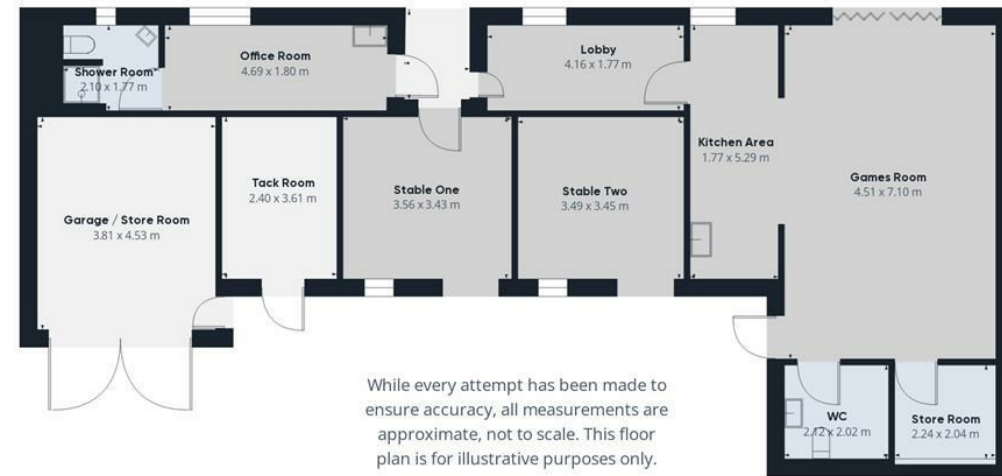 Shower Room
2.10 x 1.77 m
Office Room
4.69 x 1.80 m
Lobby
4.16 x 1.77 m
Kitchen Area
1.77 x 5.29 m
Games Room
4.51 x 7.10 m
Garage / Store Room
3.81 x 4.53 m
Tack Room
2.40 x 3.61 m
Stable One
3.56 x 3.43 m
Stable Two
3.49 x 3.45 m
WC
2.12 x 2.02 m
Store Room
2.24 x 2.04 m
While every attempt has been made to
ensure accuracy, all measurements are
approximate, not to scale. This floor
plan is for illustrative purposes only.